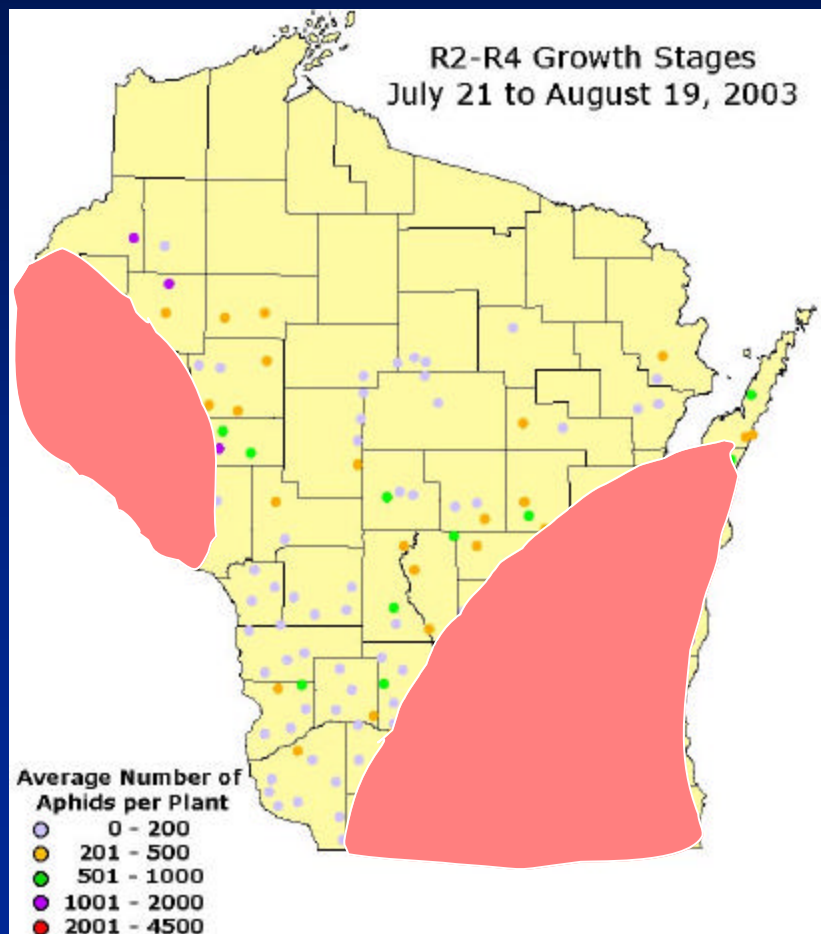 R2-R4 Growth Stages
July 21 to August 19, 2003
Average Number of
Aphids per Plant
0 - 200
201 - 500
501 - 1000
1001 - 2000
2001 - 4500